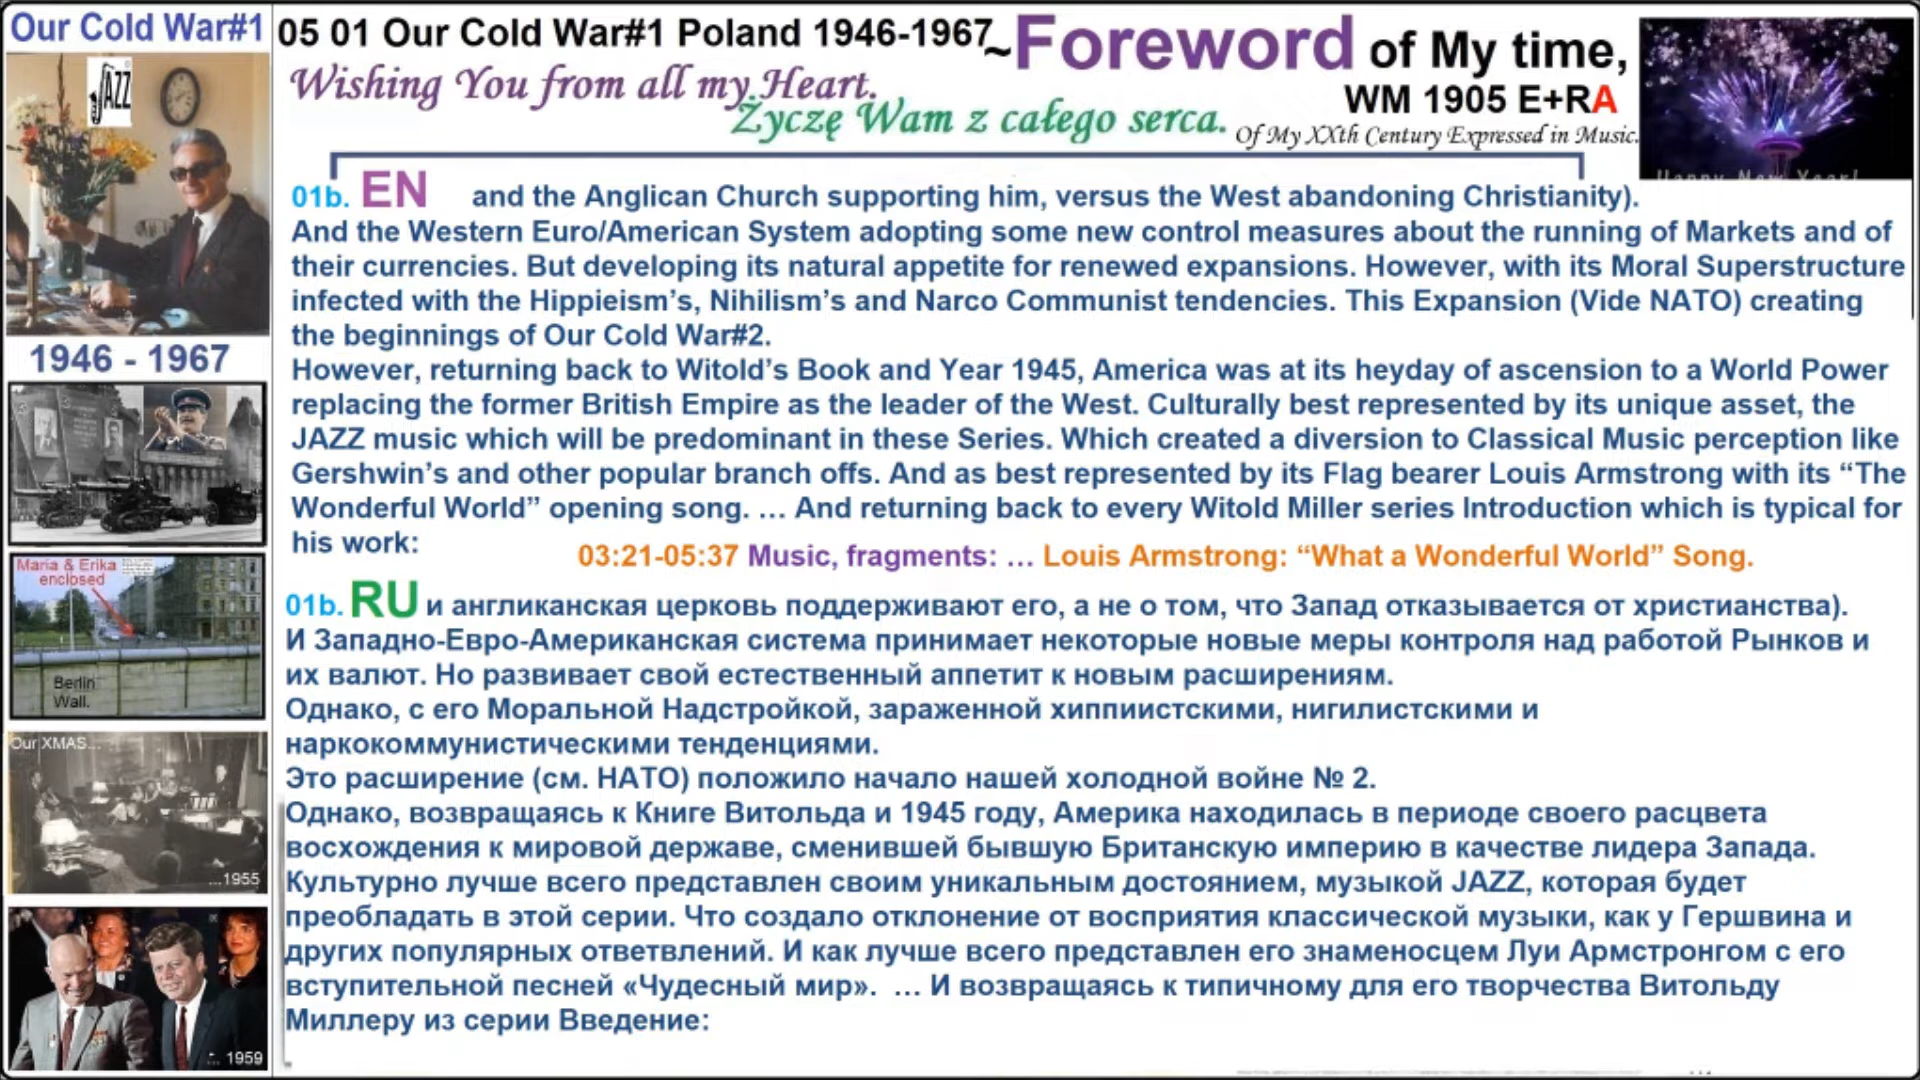 Our Cold War#1
JAZZ
1946 - 1967
Maria & Erika
enclosed
Berlin
Wall.
Our XMAS...
...1955
... 1959
05 01 Our Cold War#1 Poland 1946-1967
~Foreword of My time,
Wishing You from all my Heart.
WM 1905 E+RA
Życzę Wam z całego serca.
Of My XXth Century Expressed in Music.
Happy New Year!
01b. EN and the Anglican Church supporting him, versus the West abandoning Christianity).
And the Western Euro/American System adopting some new control measures about the running of Markets and of
their currencies. But developing its natural appetite for renewed expansions. However, with its Moral Superstructure
infected with the Hippieism’s, Nihilism’s and Narco Communist tendencies. This Expansion (Vide NATO) creating
the beginnings of Our Cold War#2.
However, returning back to Witold’s Book and Year 1945, America was at its heyday of ascension to a World Power
replacing the former British Empire as the leader of the West. Culturally best represented by its unique asset, the
JAZZ music which will be predominant in these Series. Which created a diversion to Classical Music perception like
Gershwin’s and other popular branch offs. And as best represented by its Flag bearer Louis Armstrong with its “The
Wonderful World” opening song. … And returning back to every Witold Miller series Introduction which is typical for
his work:
03:21-05:37 Music, fragments: … Louis Armstrong: “What a Wonderful World” Song.
01b. RU и англиканская церковь поддерживают его, а не о том, что Запад отказывается от христианства).
И Западно-Евро-Американская система принимает некоторые новые меры контроля над работой Рынков и
их валют. Но развивает свой естественный аппетит к новым расширениям.
Однако, с его Моральной Надстройкой, зараженной хиппиистскими, нигилистскими и
наркокоммунистическими тенденциями.
Это расширение (см. НАТО) положило начало нашей холодной войне № 2.
Однако, возвращаясь к Книге Витольда и 1945 году, Америка находилась в периоде своего расцвета
восхождения к мировой державе, сменившей бывшую Британскую империю в качестве лидера Запада.
Культурно лучше всего представлен своим уникальным достоянием, музыкой JAZZ, которая будет
преобладать в этой серии. Что создало отклонение от восприятия классической музыки, как у Гершвина и
других популярных ответвлений. И как лучше всего представлен его знаменосцем Луи Армстронгом с его
вступительной песней «Чудесный мир». … И возвращаясь к типичному для его творчества Витольду
Миллеру из серии Введение: